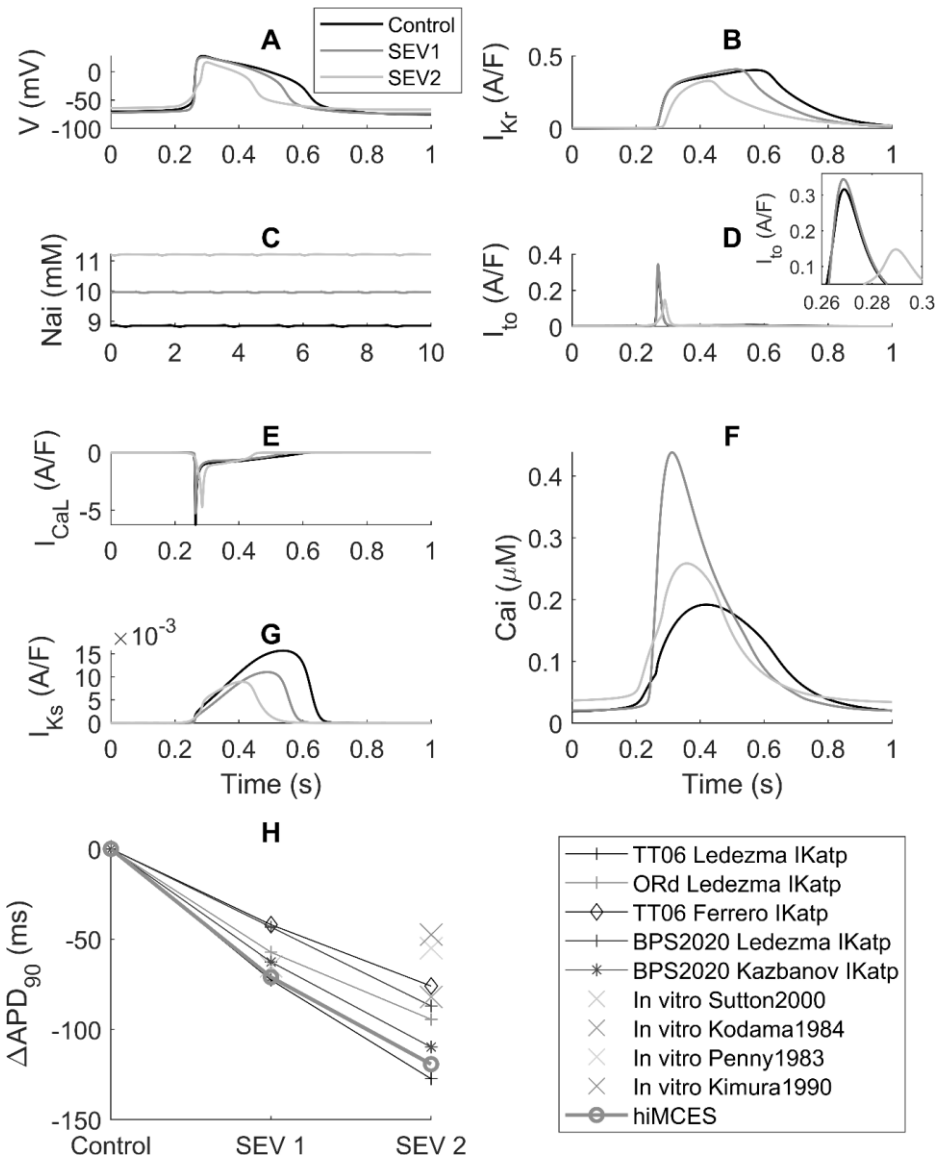 A
Control
SEV1
SEV2
V (mV)
0
-50
-100
0 0.2 0.4 0.6 0.8 1
B
I_Kr (A/F)
0.5
0
0 0.2 0.4 0.6 0.8 1
C
Nai (mM)
11
10
9
0 2 4 6 8 10
D
I_to (A/F)
0.4
0.2
0
0 0.2 0.4 0.6 0.8 1
I_to (A/F)
0.3
0.2
0.1
0.26 0.28 0.3
E
I_CaL (A/F)
0
-5
0 0.2 0.4 0.6 0.8 1
F
Cai (μM)
0.4
0.3
0.2
0.1
0
0 0.2 0.4 0.6 0.8 1
Time (s)
G
×10⁻³
I_Ks (A/F)
15
10
5
0
0 0.2 0.4 0.6 0.8 1
Time (s)
H
ΔAPD₉₀ (ms)
0
-50
-100
-150
Control SEV 1 SEV 2
TT06 Ledezma IKatp
ORd Ledezma IKatp
TT06 Ferrero IKatp
BPS2020 Ledezma IKatp
BPS2020 Kazbanov IKatp
In vitro Sutton2000
In vitro Kodama1984
In vitro Penny1983
In vitro Kimura1990
hiMCES